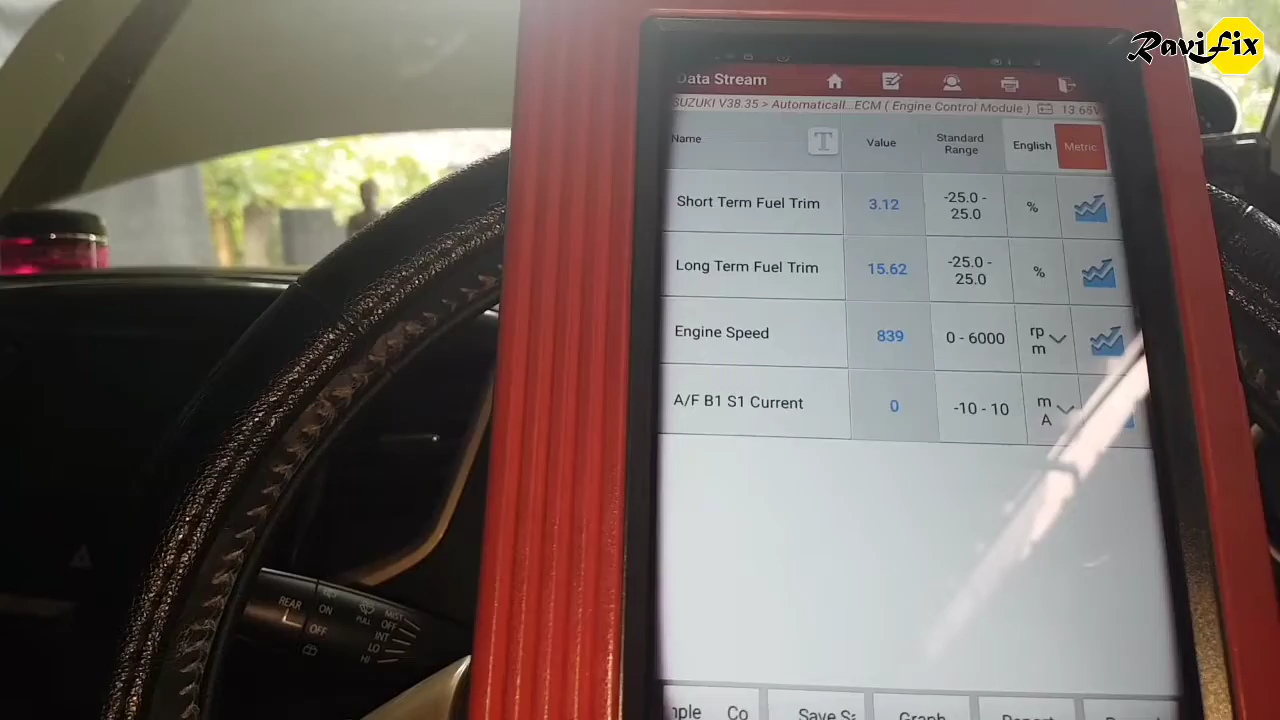 RaviFix
Data Stream
SUZUKI V38.35 > Automaticall...ECM ( Engine Control Module ) 13.65V
Name T Value Standard Range English Metric
Short Term Fuel Trim 3.12 -25.0 - 25.0 %
Long Term Fuel Trim 15.62 -25.0 - 25.0 %
Engine Speed 839 0 - 6000 rpm
A/F B1 S1 Current 0 -10 - 10 mA
Co Save Graph
REAR
ON
OFF
PULL
MIST
OFF
INT
LO
HI